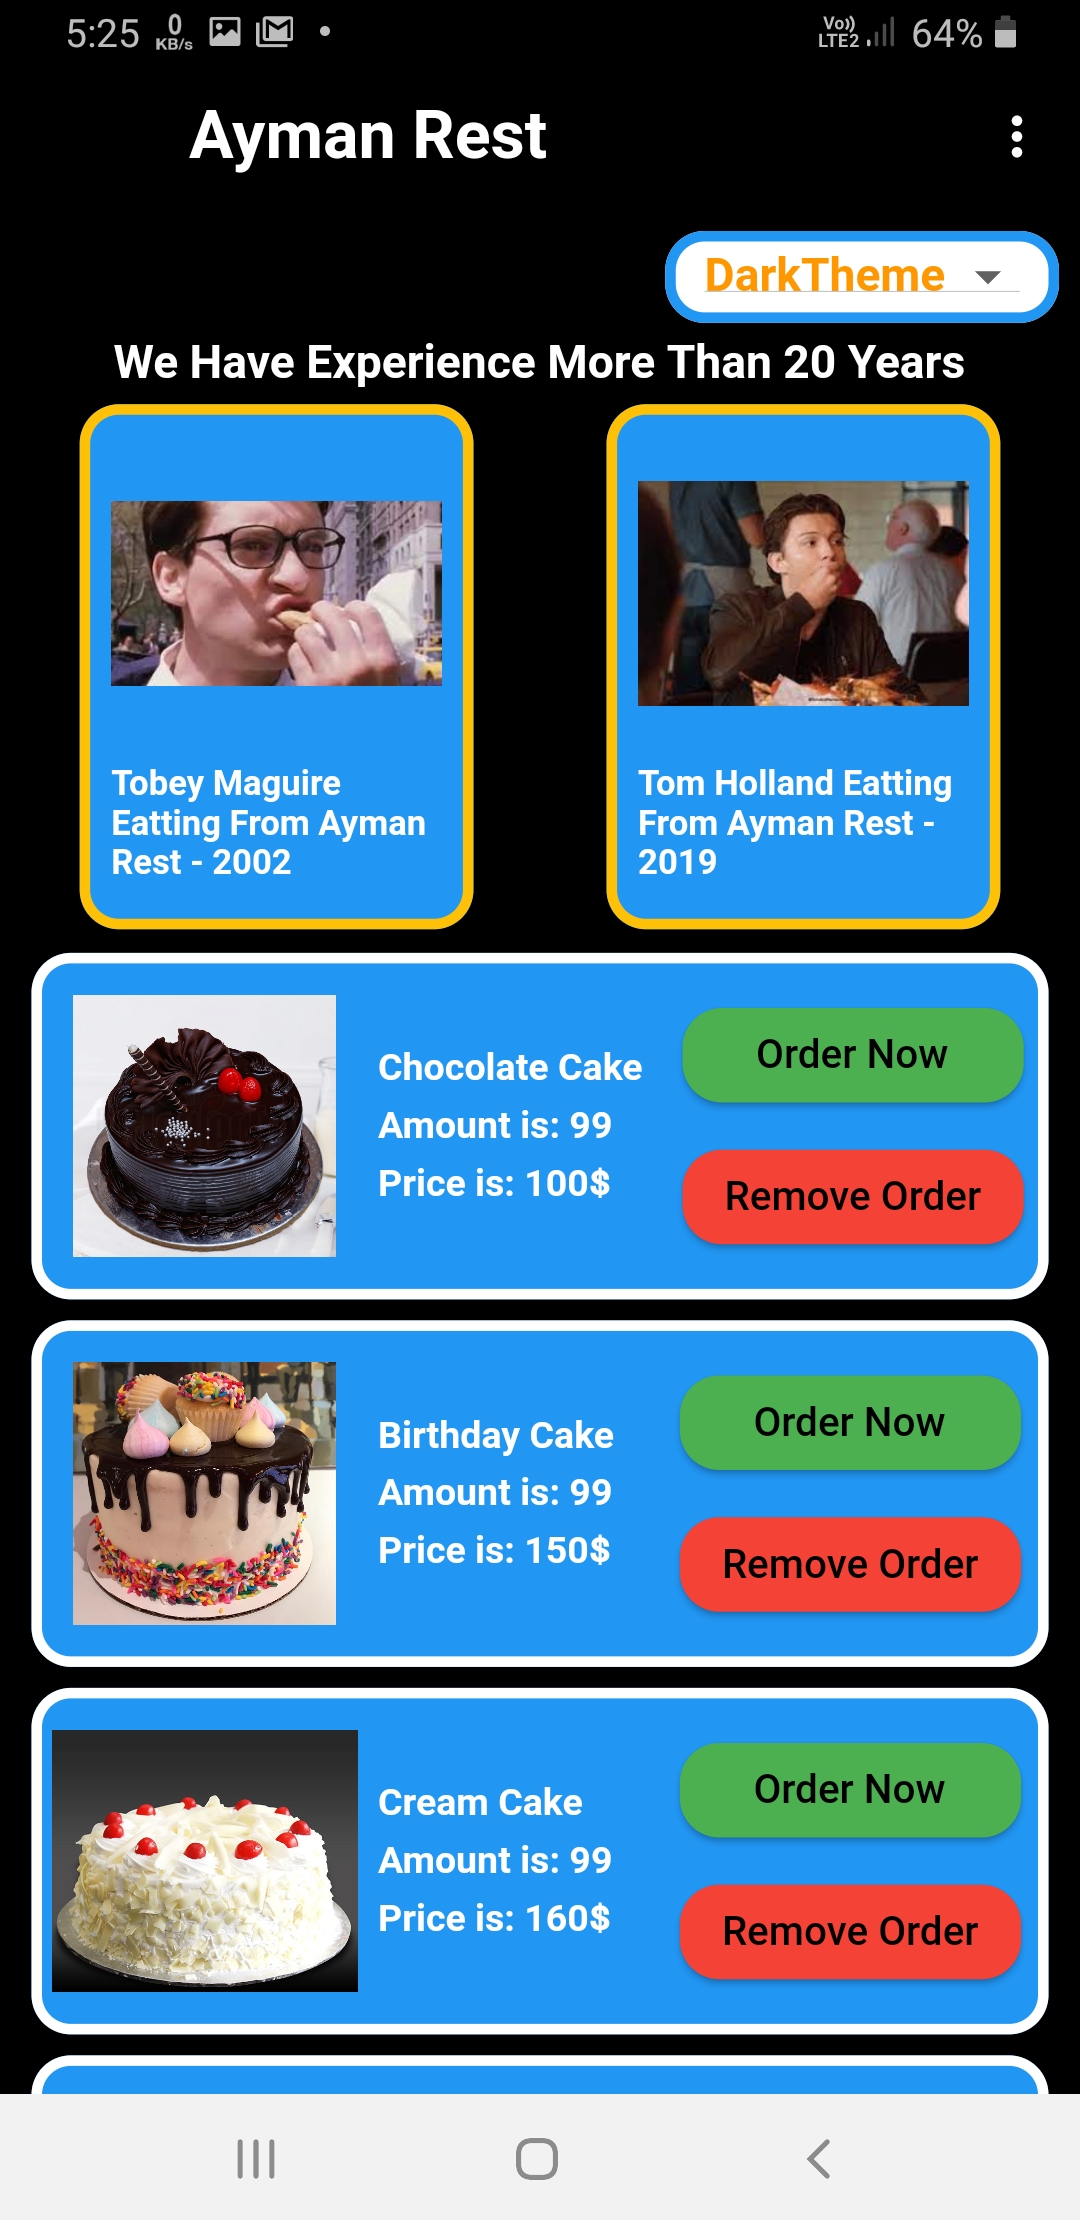 5:25
0
KB/s
Vo))
LTE2
64%
Ayman Rest
DarkTheme
We Have Experience More Than 20 Years
Tobey Maguire
Eatting From Ayman
Rest - 2002
Tom Holland Eatting
From Ayman Rest -
2019
Chocolate Cake
Amount is: 99
Price is: 100$
Order Now
Remove Order
Birthday Cake
Amount is: 99
Price is: 150$
Order Now
Remove Order
Cream Cake
Amount is: 99
Price is: 160$
Order Now
Remove Order